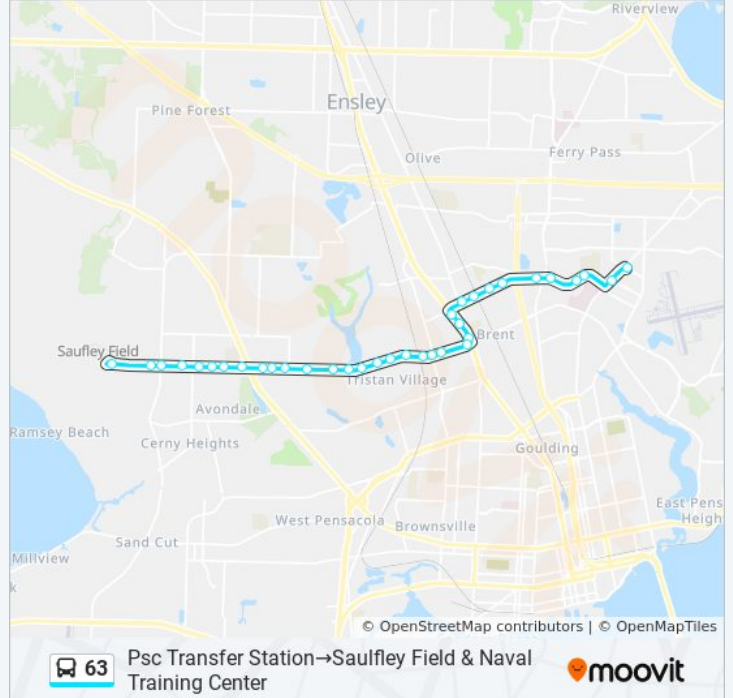 Riverview
Ensley
Pine Forest
Olive
Ferry Pass
Saufley Field
Brent
Tristan Village
Avondale
Ramsey Beach
Cerny Heights
Goulding
West Pensacola
Brownsville
East Pens
Heigh
Sand Cut
Millview
k
© OpenStreetMap contributors | © OpenMapTiles
63
Psc Transfer Station→Saulfley Field & Naval
Training Center
moovit